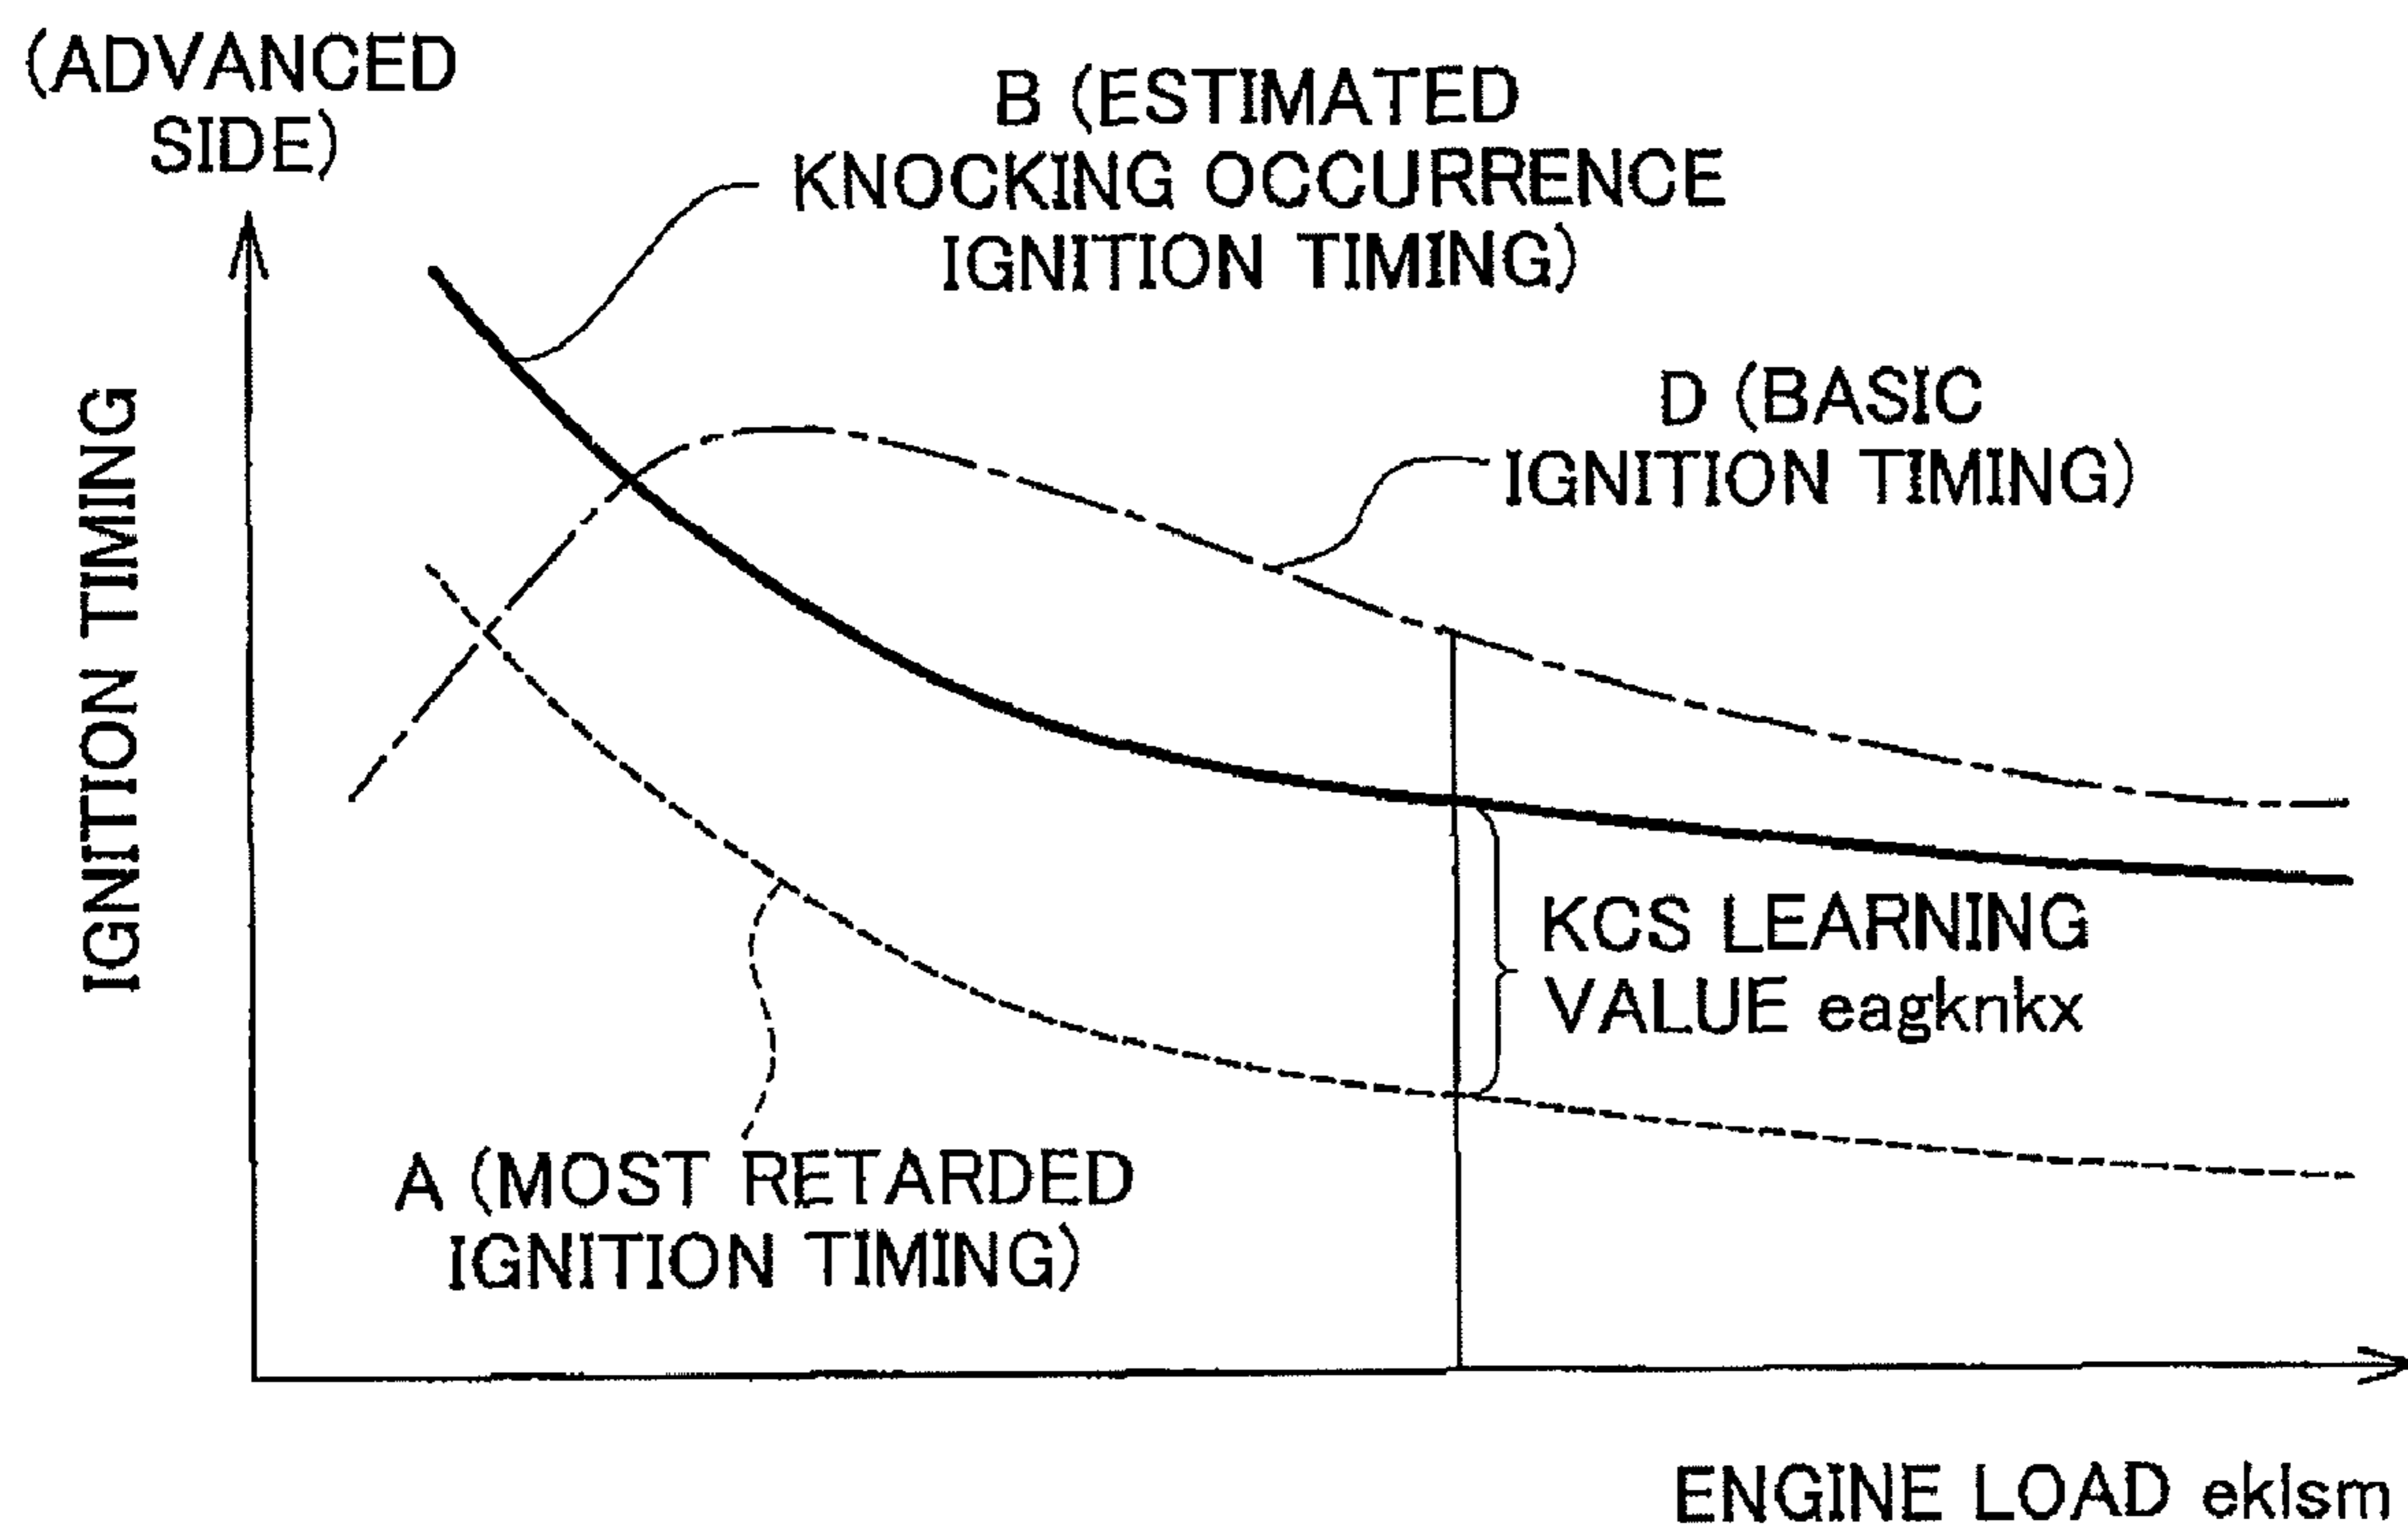 (ADVANCED
SIDE)
B (ESTIMATED
KNOCKING OCCURRENCE
IGNITION TIMING)
D (BASIC
IGNITION TIMING)
IGNITION TIMING
KCS LEARNING
VALUE eagknkx
A (MOST RETARDED
IGNITION TIMING)
ENGINE LOAD eklsm